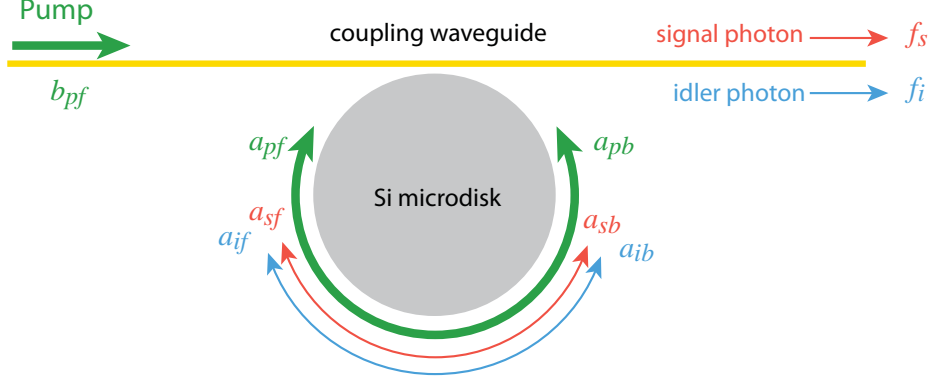 Pump
coupling waveguide
signal photon
f_s
b_pf
idler photon
f_i
a_pf
a_pb
Si microdisk
a_sf
a_sb
a_if
a_ib